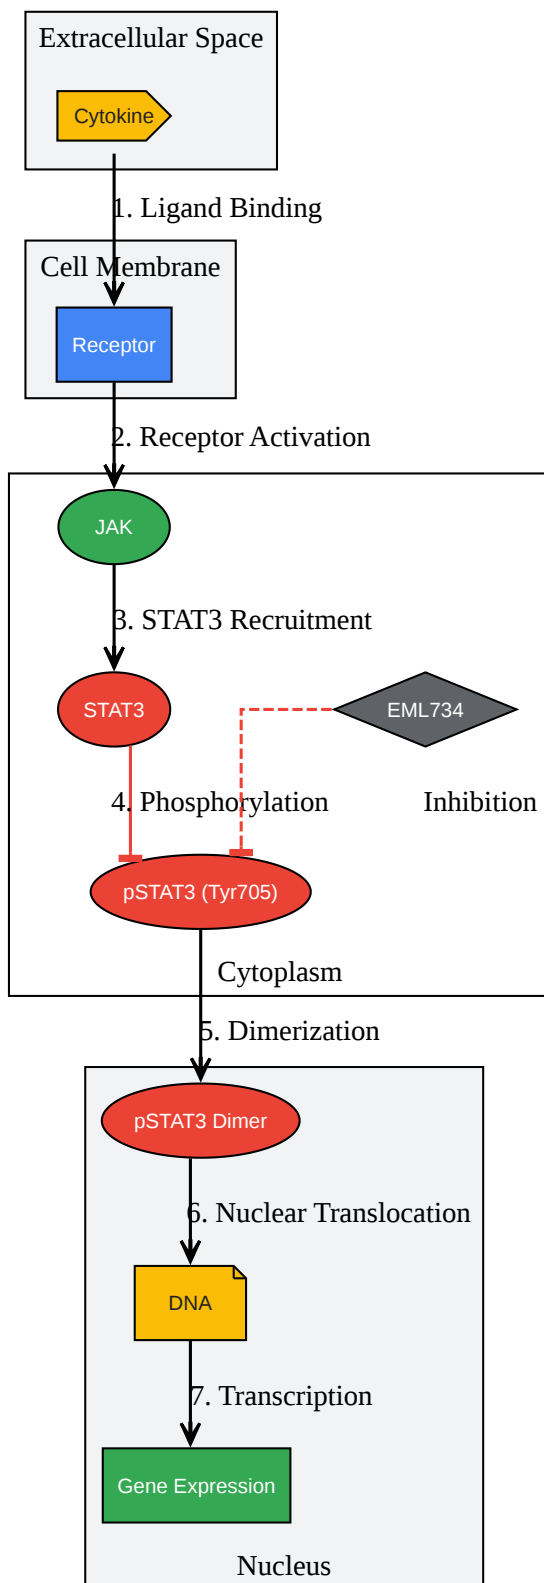 Extracellular Space
Cytokine
1. Ligand Binding
Cell Membrane
Receptor
2. Receptor Activation
JAK
3. STAT3 Recruitment
STAT3
EML734
4. Phosphorylation
Inhibition
pSTAT3 (Tyr705)
Cytoplasm
5. Dimerization
pSTAT3 Dimer
6. Nuclear Translocation
DNA
7. Transcription
Gene Expression
Nucleus